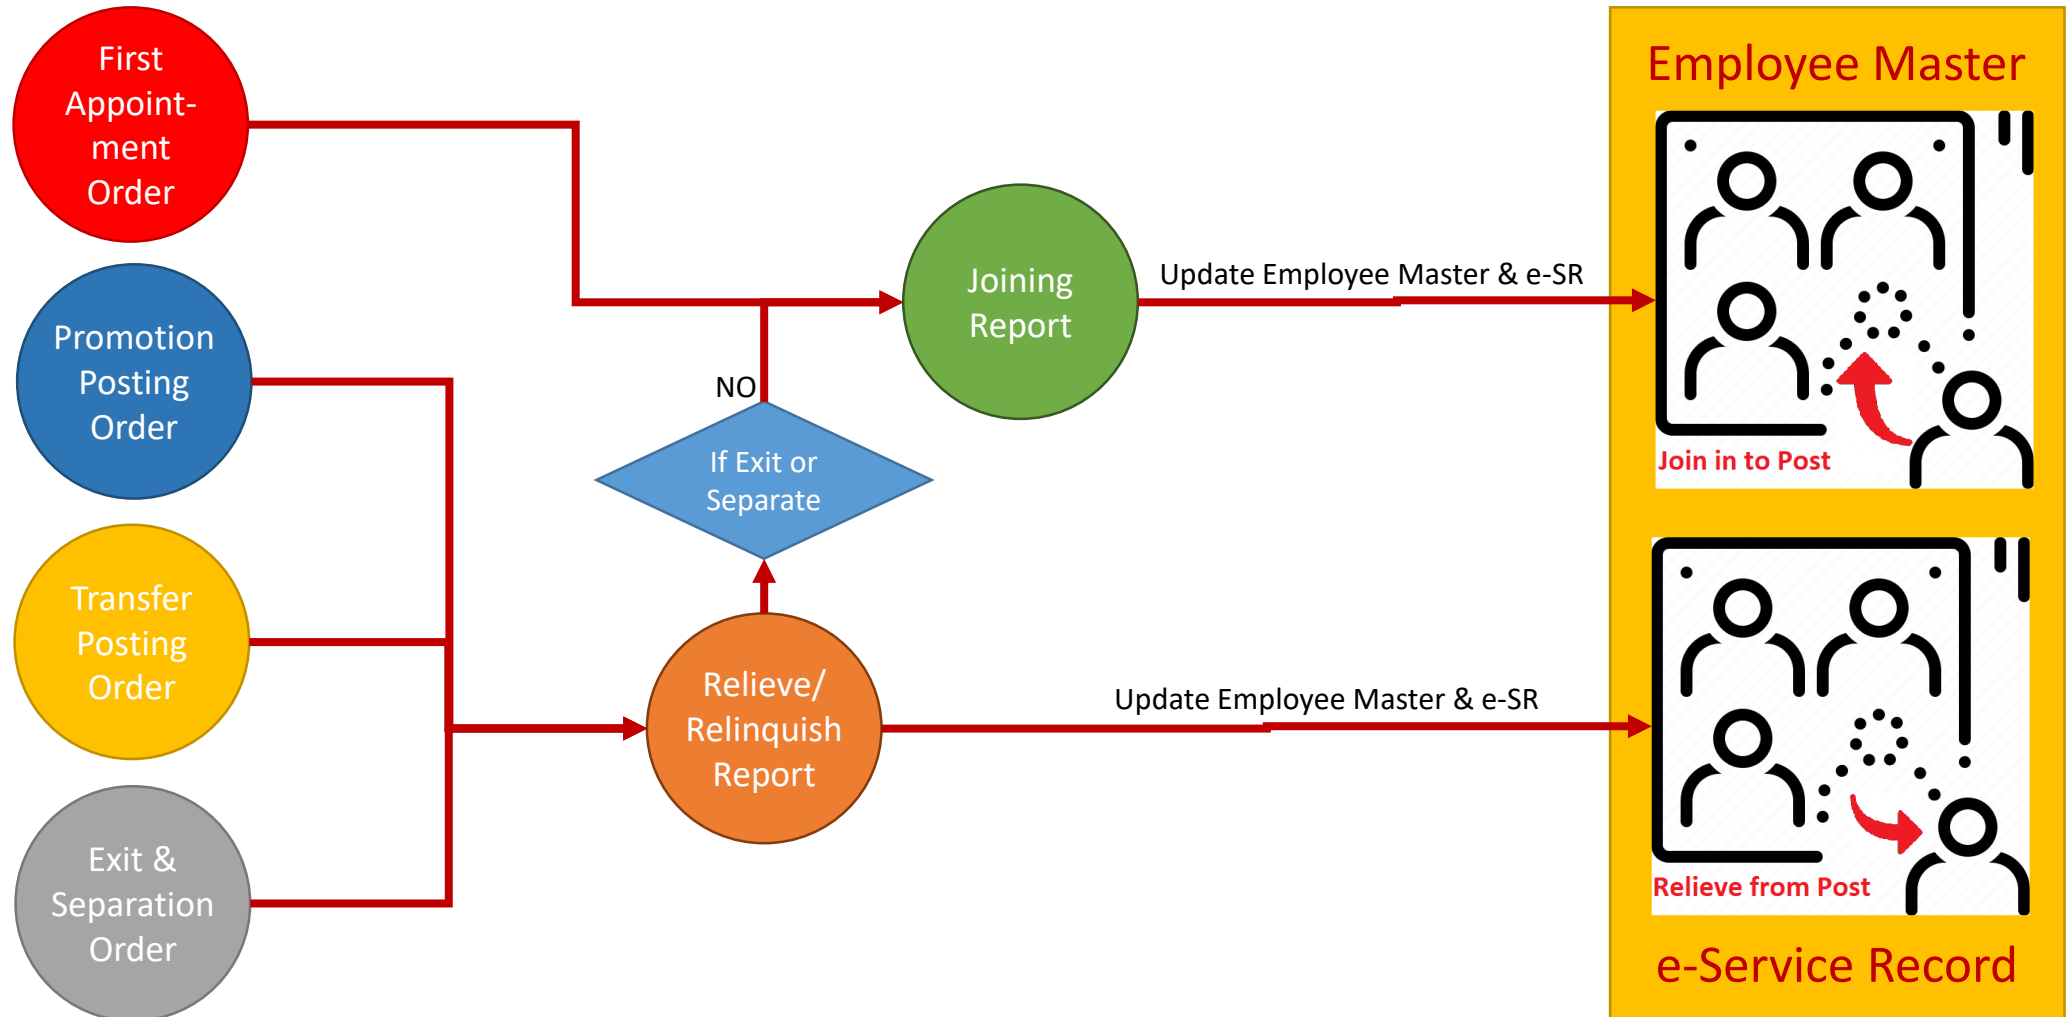 First
Appoint-
ment
Order
Promotion
Posting
Order
Transfer
Posting
Order
Exit &
Separation
Order
NO
If Exit or
Separate
Relieve/
Relinquish
Report
Joining
Report
Update Employee Master & e-SR
Update Employee Master & e-SR
Employee Master
Join in to Post
Relieve from Post
e-Service Record